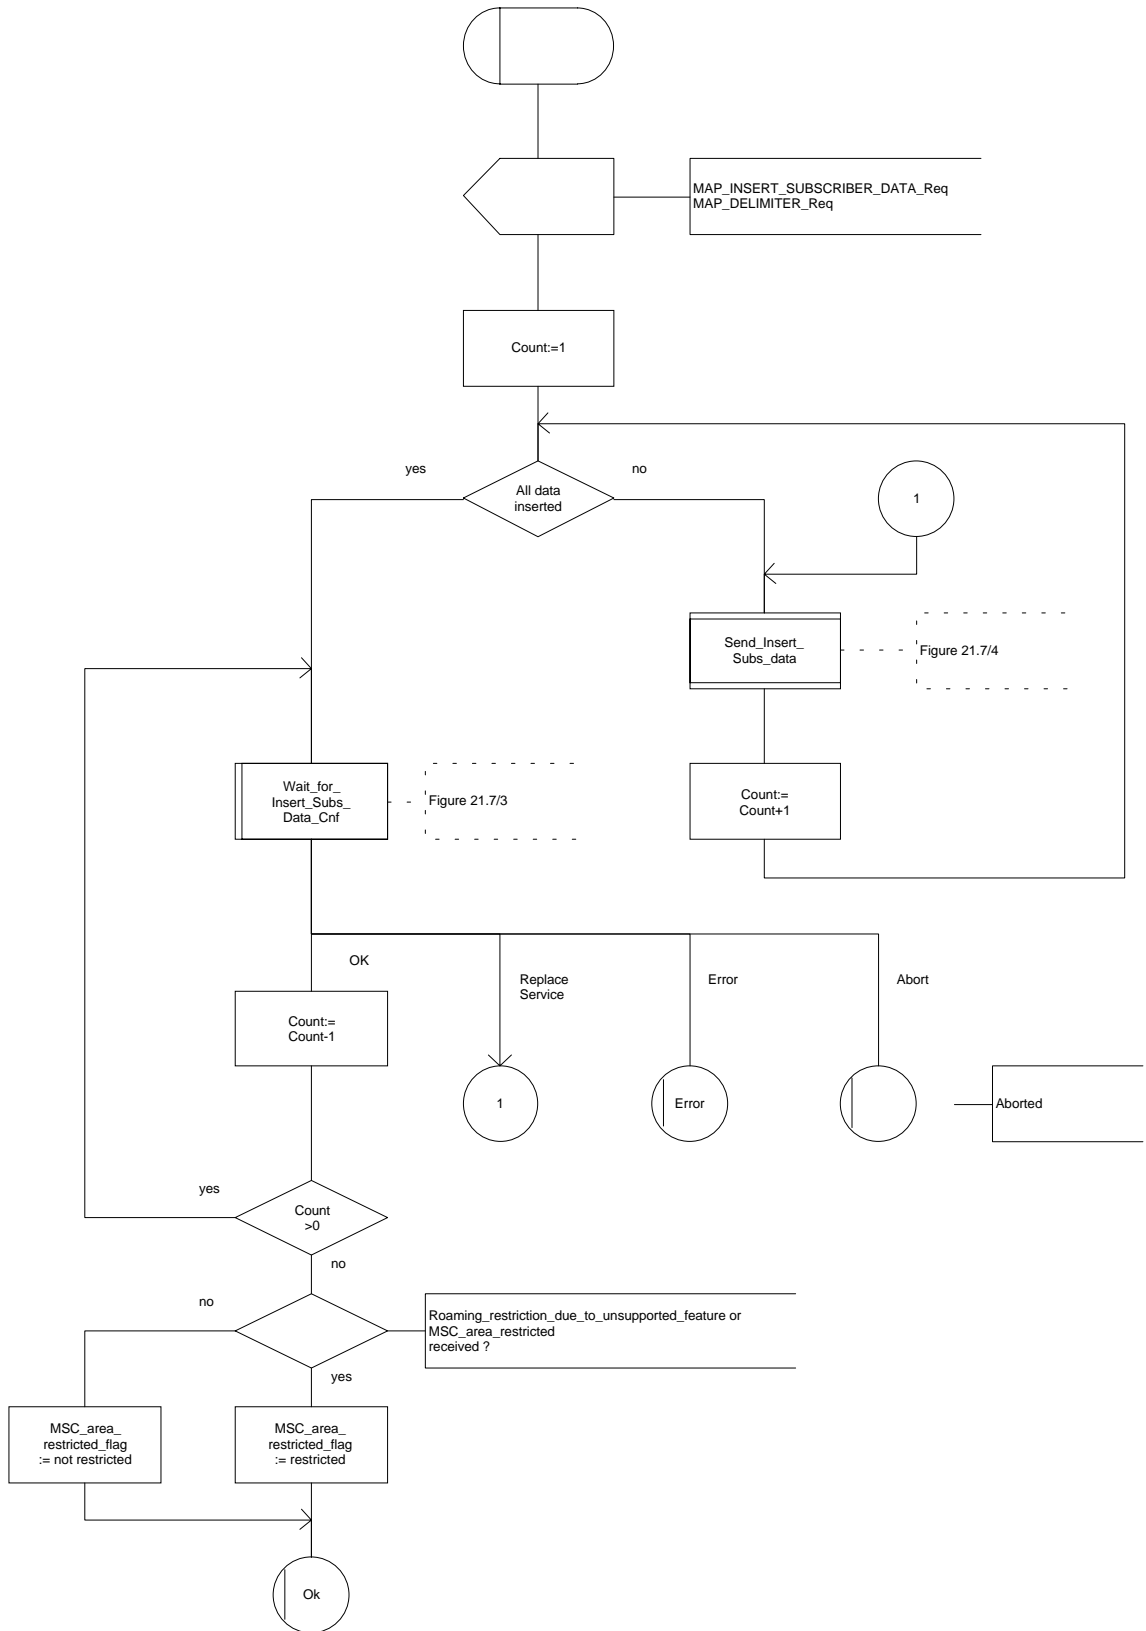 MAP_INSERT_SUBSCRIBER_DATA_Req
MAP_DELIMITER_Req
Count:=1
yes
no
All data
inserted
1
Send_Insert_
Subs_data
Figure 21.7/4
Wait_for_
Insert_Subs_
Data_Cnf
Figure 21.7/3
Count:=
Count+1
OK
Replace
Service
Error
Abort
Count:=
Count-1
1
Error
Aborted
yes
Count
>0
no
no
Roaming_restriction_due_to_unsupported_feature or
MSC_area_restricted
received ?
yes
MSC_area_
restricted_flag
:= not restricted
MSC_area_
restricted_flag
:= restricted
Ok